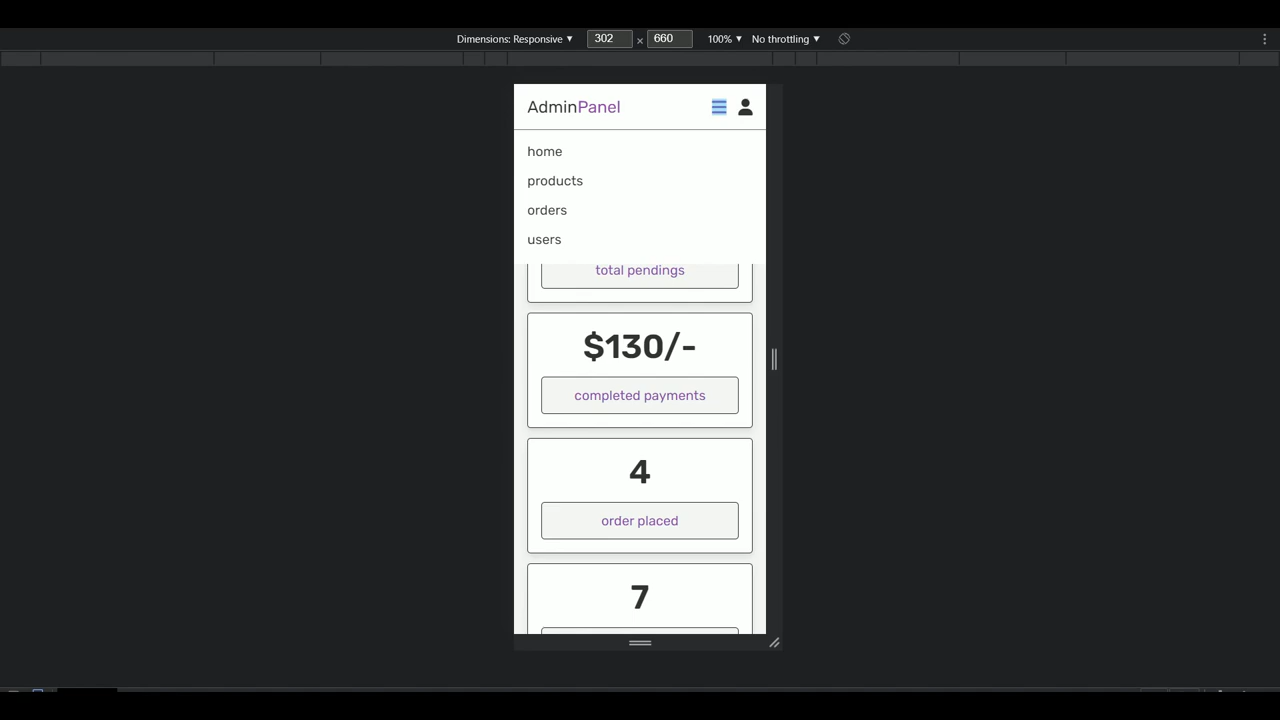 Dimensions: Responsive 302 × 660 100% No throttling
AdminPanel
home
products
orders
users
total pendings
$130/-
completed payments
4
order placed
7